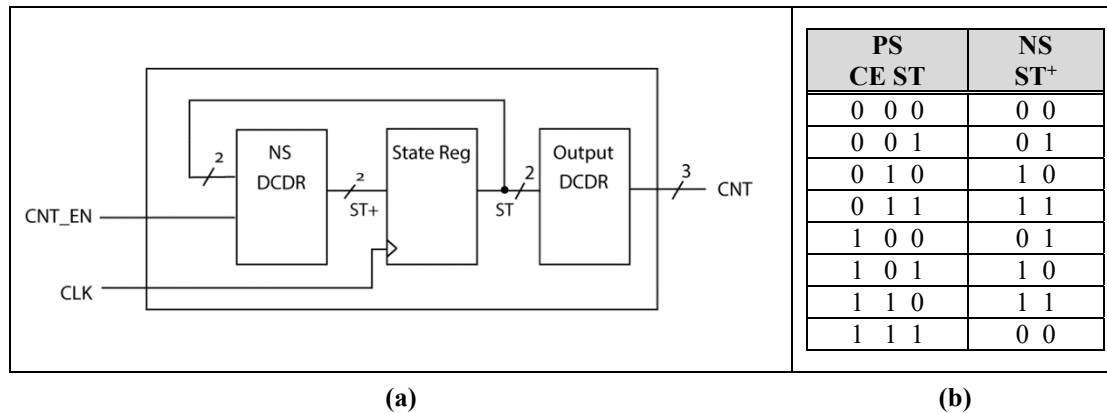 2
NS
DCDR
CNT_EN
CLK
2
ST+
State Reg
2
ST
Output
DCDR
3
CNT
PS NS
CE ST ST+
0 0 0 0 0
0 0 1 0 1
0 1 0 1 0
0 1 1 1 1
1 0 0 0 1
1 0 1 1 0
1 1 0 1 1
1 1 1 0 0
(a) (b)